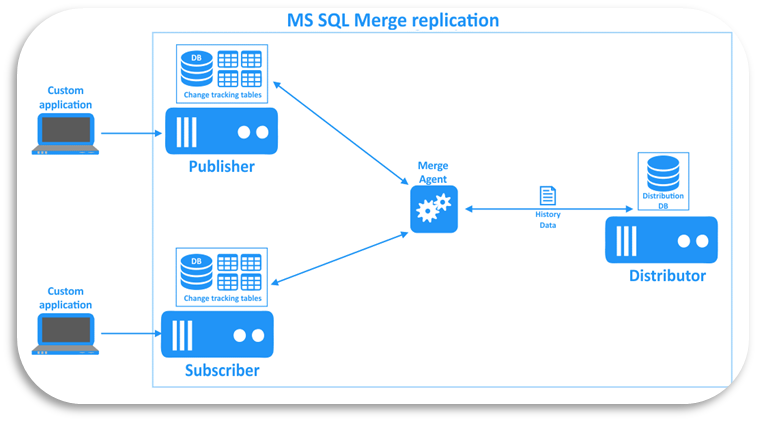 MS SQL Merge replication
DB
Change tracking tables
Custom
application
Publisher
Merge
Agent
Distribution
DB
History
Data
Distributor
DB
Change tracking tables
Custom
application
Subscriber